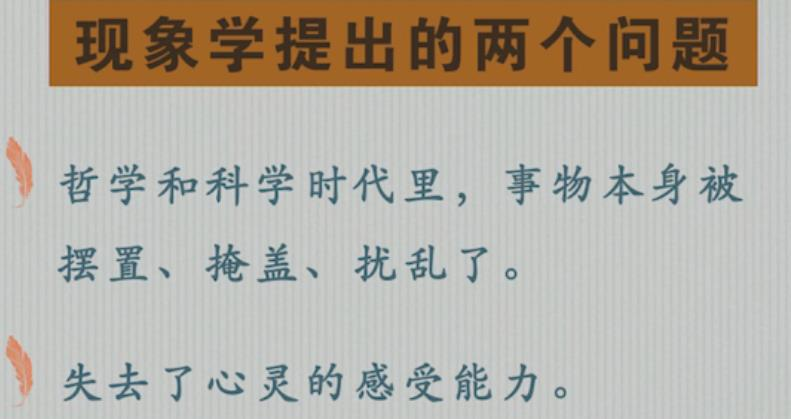 现象学提出的两个问题
哲学和科学时代里，事物本身被
摆置、掩盖、扰乱了。
失去了心灵的感受能力。